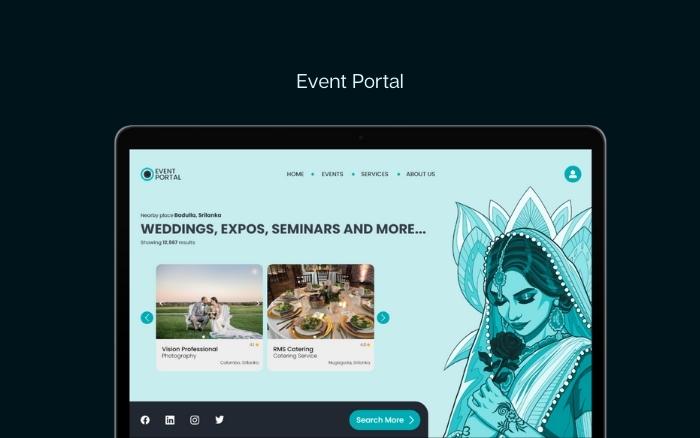 Event Portal
EVENT
PORTAL
HOME EVENTS SERVICES ABOUT US
Nearby place Badulla, Srilanka
WEDDINGS, EXPOS, SEMINARS AND MORE...
Showing 12,567 results
4.1
Vision Professional
Photography
Colombo, Srilanka
4.8
RMS Catering
Catering Service
Nugegoda, Srilanka
Search More